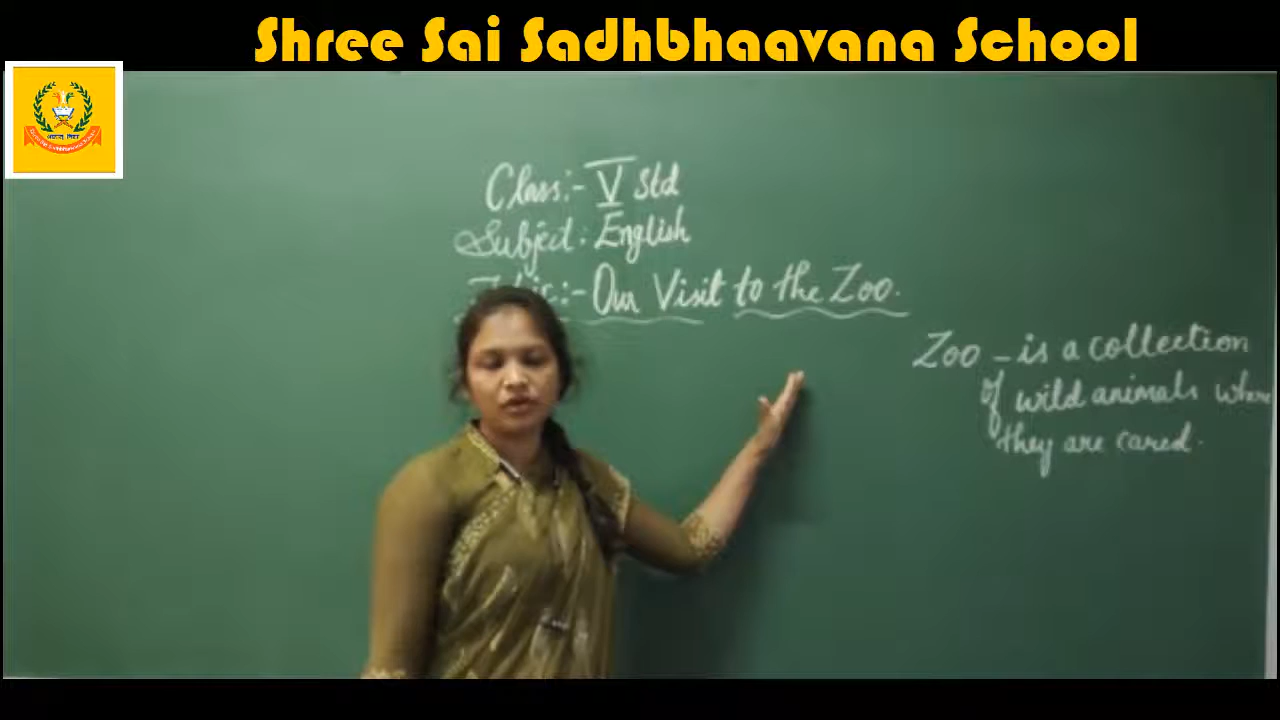 Shree Sai Sadhbhaavana School
Class:- V Std
Subject:- English
:- Our Visit to the Zoo.
Zoo - is a collection
of wild animals where
they are cared.